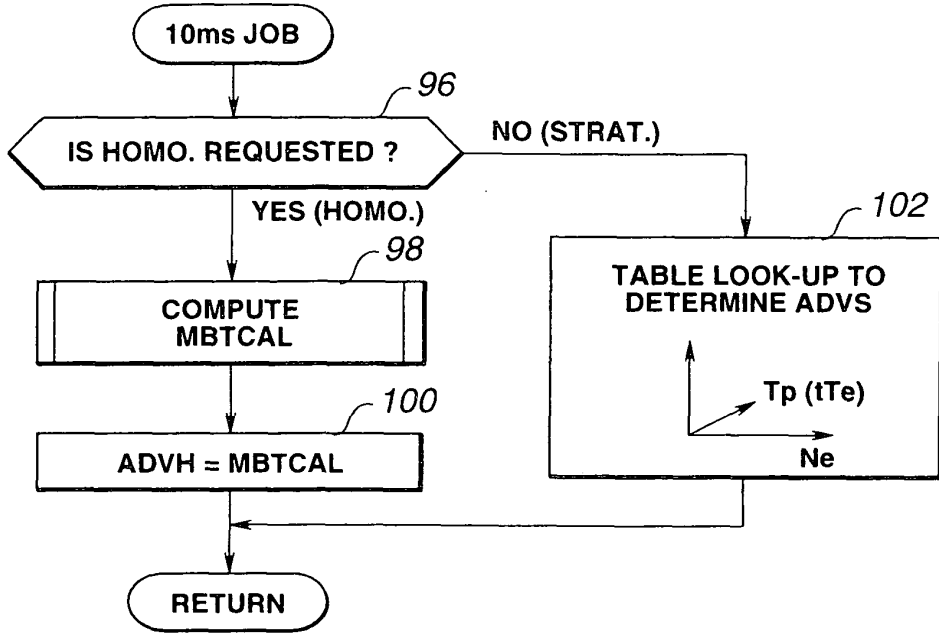 10ms JOB
96
IS HOMO. REQUESTED ?
NO (STRAT.)
YES (HOMO.)
98
COMPUTE
MBTCAL
100
ADVH = MBTCAL
102
TABLE LOOK-UP TO
DETERMINE ADVS
Tp (tTe)
Ne
RETURN